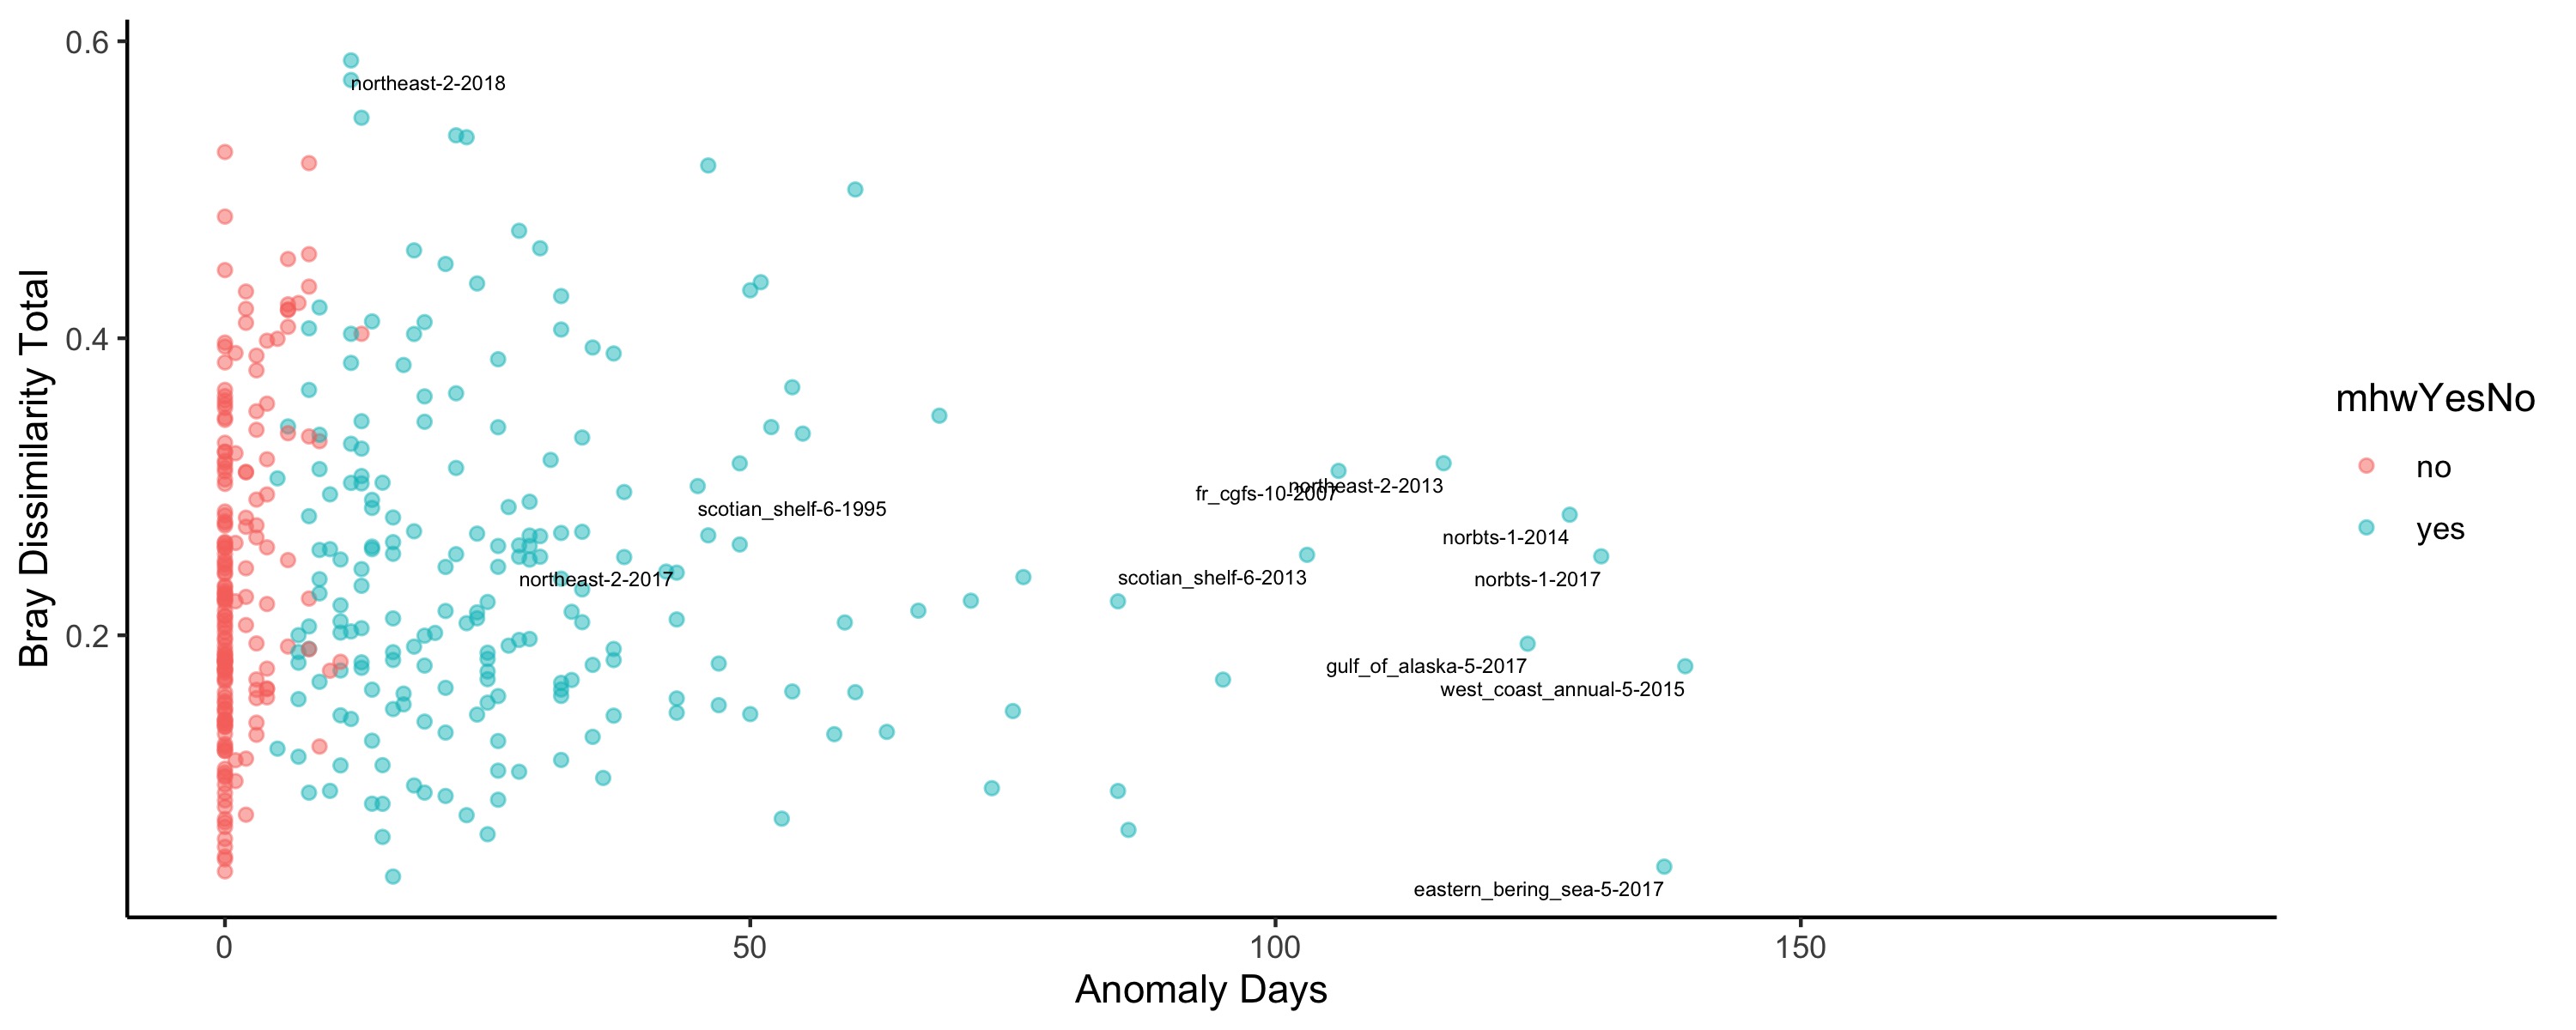 0.6
0.4
0.2
Bray Dissimilarity Total
northeast-2-2018
scotian_shelf-6-1995
northeast-2-2017
fr_cgfs-10-2007
northeast-2-2013
norbts-1-2014
scotian_shelf-6-2013
norbts-1-2017
gulf_of_alaska-5-2017
west_coast_annual-5-2015
eastern_bering_sea-5-2017
0
50
100
150
Anomaly Days
mhwYesNo
no
yes